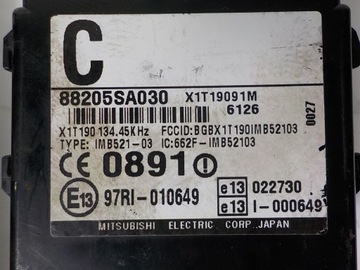 C
88205SA030 X1T19091M
6126
0027
X1T190 134.45KHz FCCID:BGBX1T190IMB52103
TYPE: IMB521-03 IC:662F-IMB52103
CE 0891
E13 97RI-010649
e13 022730
e13 I-000649
MITSUBISHI ELECTRIC CORP. JAPAN